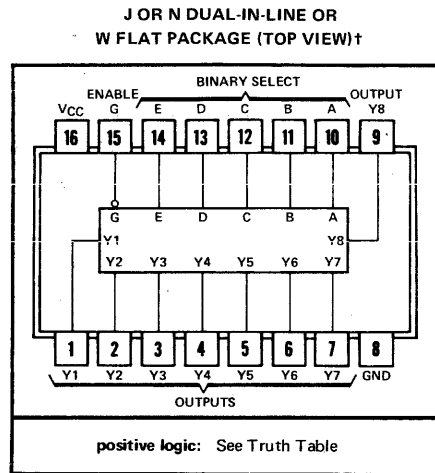 J OR N DUAL-IN-LINE OR
W FLAT PACKAGE (TOP VIEW)†
BINARY SELECT
ENABLE OUTPUT
VCC G E D C B A Y8
16 15 14 13 12 11 10 9
G E D C B A
Y1 Y8
Y2 Y3 Y4 Y5 Y6 Y7
1 2 3 4 5 6 7 8
Y1 Y2 Y3 Y4 Y5 Y6 Y7 GND
OUTPUTS
positive logic: See Truth Table